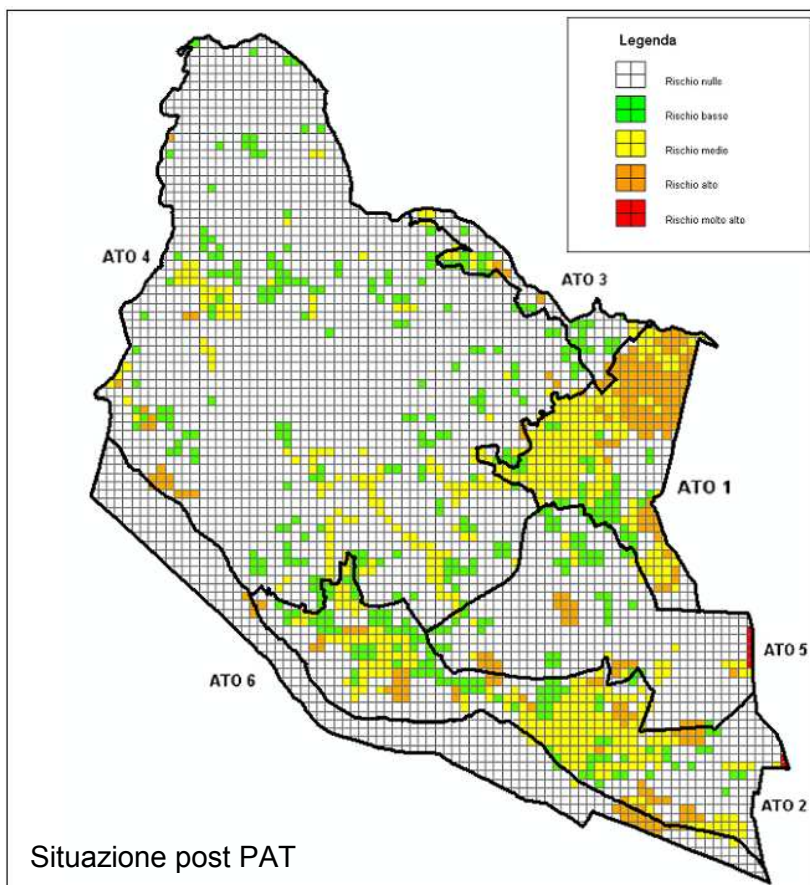 Legenda
Rischio nullo
Rischio basso
Rischio medio
Rischio alto
Rischio molto alto
ATO 4
ATO 3
ATO 1
ATO 5
ATO 6
ATO 2
Situazione post PAT